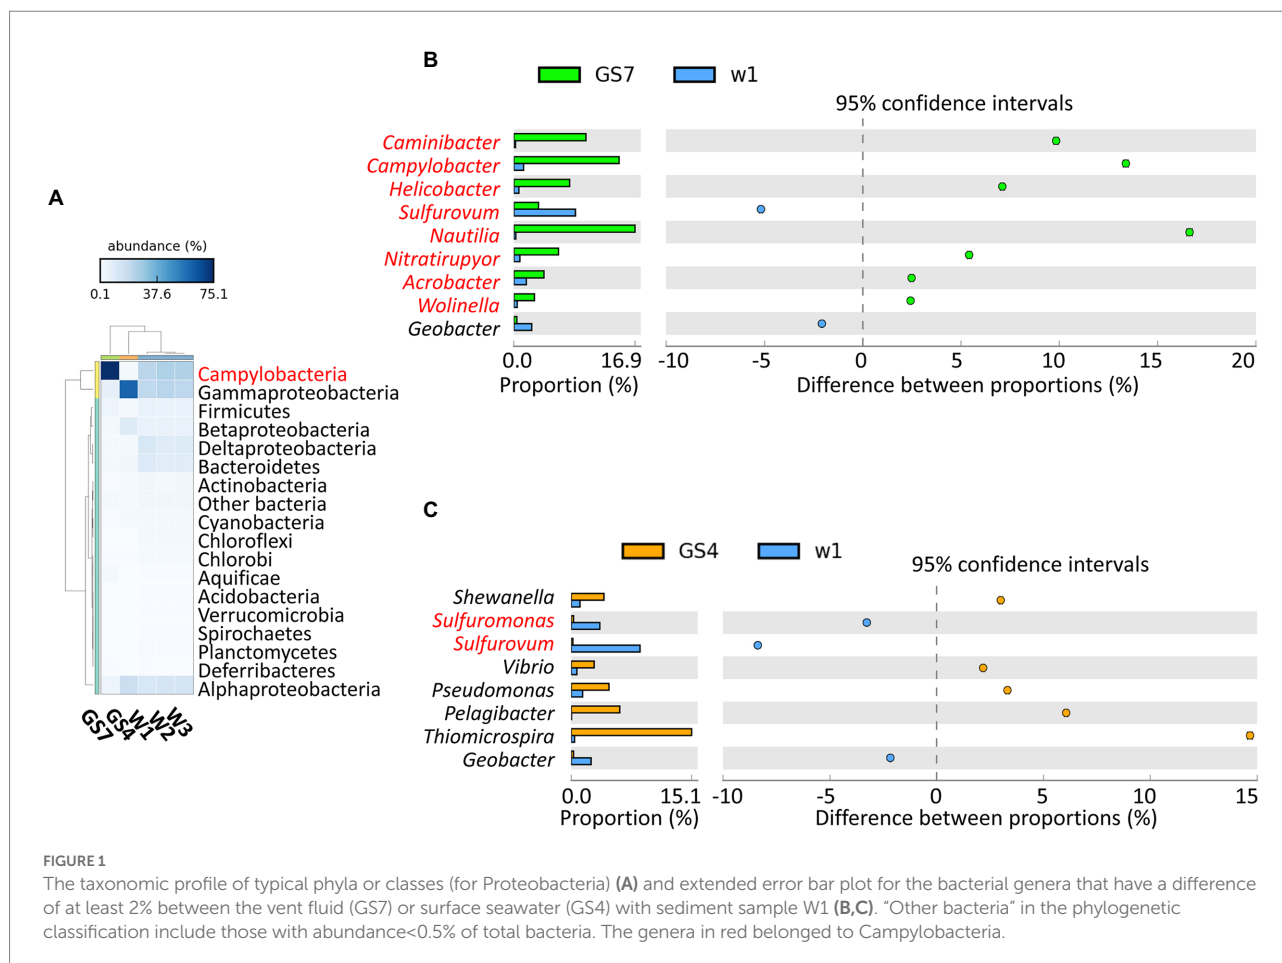 A
abundance (%)
0.1 37.6 75.1
Campylobacteria
Gammaproteobacteria
Firmicutes
Betaproteobacteria
Deltaproteobacteria
Bacteroidetes
Actinobacteria
Other bacteria
Cyanobacteria
Chloroflexi
Chlorobi
Aquificae
Acidobacteria
Verrucomicrobia
Spirochaetes
Planctomycetes
Deferribacteres
Alphaproteobacteria
GS7
GS4
W1
W2
W3
B
GS7 w1
95% confidence intervals
Caminibacter
Campylobacter
Helicobacter
Sulfurovum
Nautilia
Nitratirupyor
Acrobacter
Wolinella
Geobacter
0.0 16.9 -10 -5 0 5 10 15 20
Proportion (%) Difference between proportions (%)
C
GS4 w1
95% confidence intervals
Shewanella
Sulfuromonas
Sulfurovum
Vibrio
Pseudomonas
Pelagibacter
Thiomicrospira
Geobacter
0.0 15.1 -10 -5 0 5 10 15
Proportion (%) Difference between proportions (%)
FIGURE 1
The taxonomic profile of typical phyla or classes (for Proteobacteria) (A) and extended error bar plot for the bacterial genera that have a difference
of at least 2% between the vent fluid (GS7) or surface seawater (GS4) with sediment sample W1 (B,C). “Other bacteria” in the phylogenetic
classification include those with abundance<0.5% of total bacteria. The genera in red belonged to Campylobacteria.